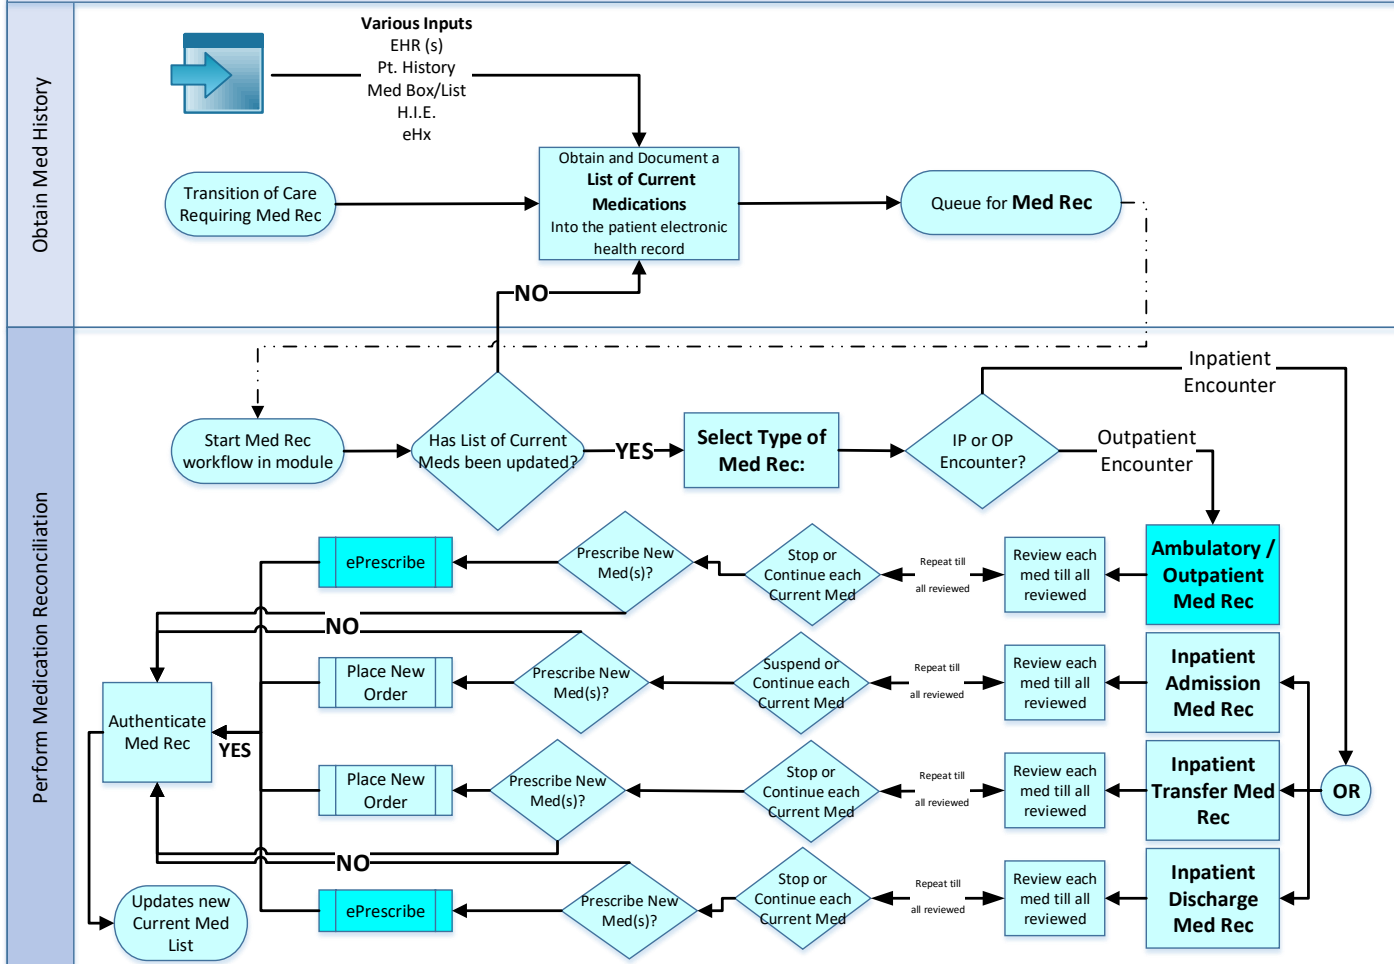 Obtain Med History
Various Inputs
EHR (s)
Pt. History
Med Box/List
H.I.E.
eHx
Transition of Care
Requiring Med Rec
Obtain and Document a
List of Current
Medications
Into the patient electronic
health record
Queue for Med Rec
NO
Perform Medication Reconciliation
Start Med Rec
workflow in module
Has List of Current
Meds been updated?
YES
Select Type of
Med Rec:
IP or OP
Encounter?
Inpatient
Encounter
Outpatient
Encounter
ePrescribe
Prescribe New
Med(s)?
Stop or
Continue each
Current Med
Repeat till
all reviewed
Review each
med till all
reviewed
Ambulatory /
Outpatient
Med Rec
NO
Place New
Order
Prescribe New
Med(s)?
Suspend or
Continue each
Current Med
Repeat till
all reviewed
Review each
med till all
reviewed
Inpatient
Admission
Med Rec
Authenticate
Med Rec
YES
Place New
Order
Prescribe New
Med(s)?
Stop or
Continue each
Current Med
Repeat till
all reviewed
Review each
med till all
reviewed
Inpatient
Transfer Med
Rec
OR
NO
Updates new
Current Med
List
ePrescribe
Prescribe New
Med(s)?
Stop or
Continue each
Current Med
Repeat till
all reviewed
Review each
med till all
reviewed
Inpatient
Discharge
Med Rec